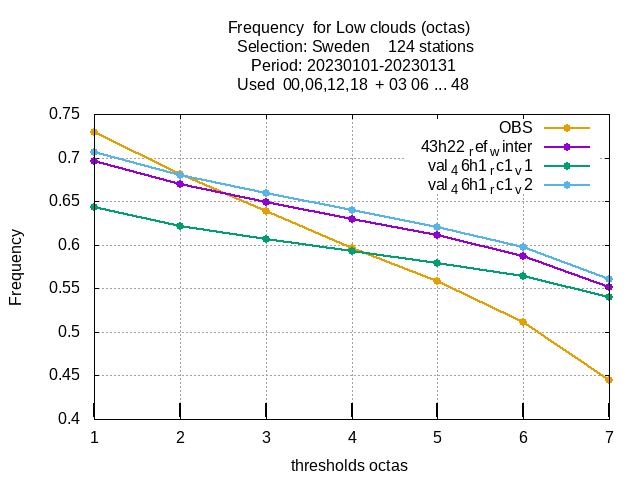 Frequency for Low clouds (octas)
Selection: Sweden 124 stations
Period: 20230101-20230131
Used 00,06,12,18 + 03 06 ... 48
0.75
0.7
0.65
0.6
0.55
0.5
0.45
0.4
Frequency
OBS
43h22_ref_winter
val_46h1_rc1_v1
val_46h1_rc1_v2
1 2 3 4 5 6 7
thresholds octas